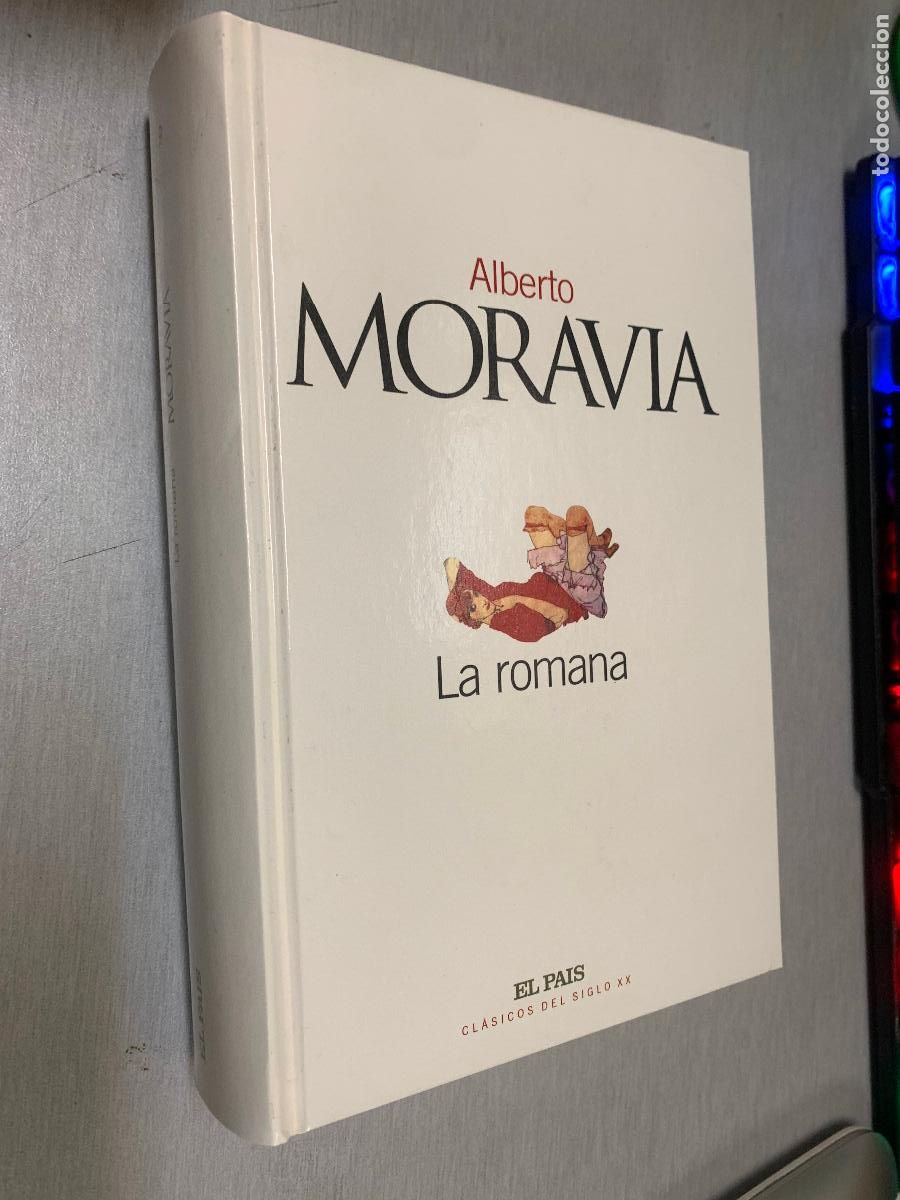 Alberto
MORAVIA
La romana
EL PAIS
CLÁSICOS DEL SIGLO XX
MORAVIA
La romana
EL PAIS
todocoleccion